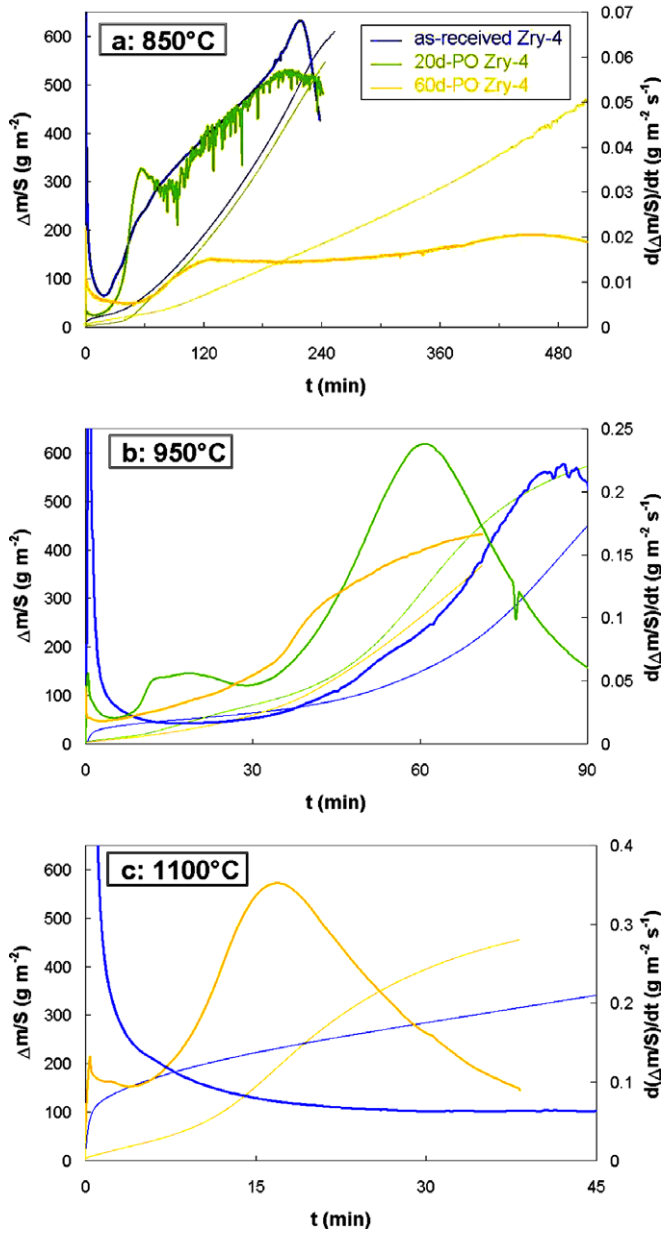 a: 850°C
as-received Zry-4
20d-PO Zry-4
60d-PO Zry-4
Δm/S (g m⁻²)
600
500
400
300
200
100
0
d(Δm/S)/dt (g m⁻² s⁻¹)
0.07
0.06
0.05
0.04
0.03
0.02
0.01
0
0 120 240 360 480
t (min)
b: 950°C
Δm/S (g m⁻²)
600
500
400
300
200
100
0
d(Δm/S)/dt (g m⁻² s⁻¹)
0.25
0.2
0.15
0.1
0.05
0
0 30 60 90
t (min)
c: 1100°C
Δm/S (g m⁻²)
600
500
400
300
200
100
0
d(Δm/S)/dt (g m⁻² s⁻¹)
0.4
0.3
0.2
0.1
0
0 15 30 45
t (min)